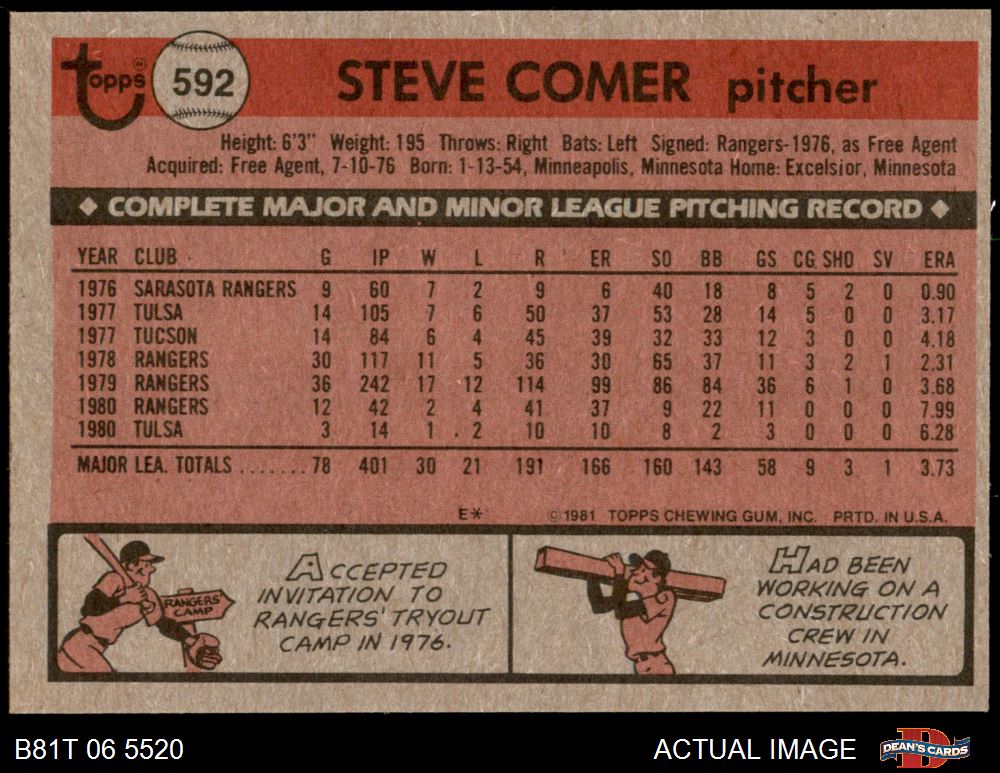 Topps®
592
STEVE COMER pitcher
Height: 6'3" Weight: 195 Throws: Right Bats: Left Signed: Rangers-1976, as Free Agent
Acquired: Free Agent, 7-10-76 Born: 1-13-54, Minneapolis, Minnesota Home: Excelsior, Minnesota
◆ COMPLETE MAJOR AND MINOR LEAGUE PITCHING RECORD ◆
YEAR CLUB G IP W L R ER SO BB GS CG SHO SV ERA
1976 SARASOTA RANGERS 9 60 7 2 9 6 40 18 8 5 2 0 0.90
1977 TULSA 14 105 7 6 50 37 53 28 14 5 0 0 3.17
1977 TUCSON 14 84 6 4 45 39 32 33 12 3 0 0 4.18
1978 RANGERS 30 117 11 5 36 30 65 37 11 3 2 1 2.31
1979 RANGERS 36 242 17 12 114 99 86 84 36 6 1 0 3.68
1980 RANGERS 12 42 2 4 41 37 9 22 11 0 0 0 7.99
1980 TULSA 3 14 1 2 10 10 8 2 3 0 0 0 6.28
MAJOR LEA. TOTALS ....... 78 401 30 21 191 166 160 143 58 9 3 1 3.73
E* © 1981 TOPPS CHEWING GUM, INC. PRTD. IN U.S.A.
RANGERS'
CAMP
ACCEPTED
INVITATION TO
RANGERS' TRYOUT
CAMP IN 1976.
HAD BEEN
WORKING ON A
CONSTRUCTION
CREW IN
MINNESOTA.
B81T 06 5520
ACTUAL IMAGE
DEAN'S CARDS